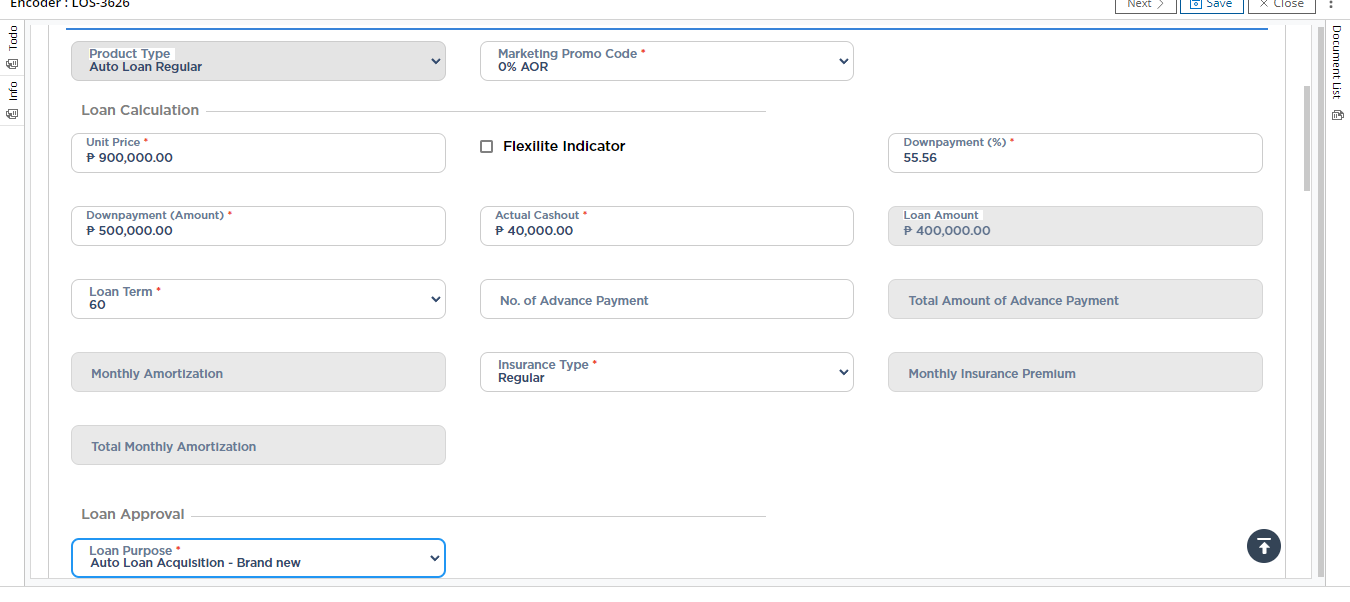 Encoder : LOS-3626
Next
Save
Close
Todo
Info
Document List
Product Type
Auto Loan Regular
Marketing Promo Code *
0% AOR
Loan Calculation
Unit Price *
₱ 900,000.00
Flexilite Indicator
Downpayment (%) *
55.56
Downpayment (Amount) *
₱ 500,000.00
Actual Cashout *
₱ 40,000.00
Loan Amount
₱ 400,000.00
Loan Term *
60
No. of Advance Payment
Total Amount of Advance Payment
Monthly Amortization
Insurance Type *
Regular
Monthly Insurance Premium
Total Monthly Amortization
Loan Approval
Loan Purpose *
Auto Loan Acquisition - Brand new